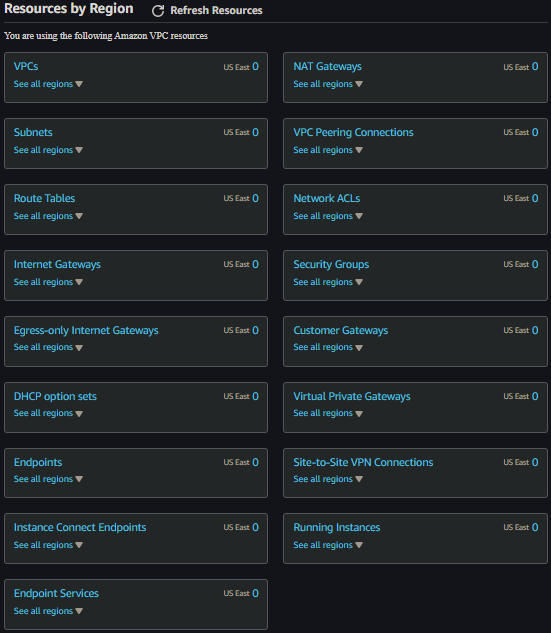 Resources by Region Refresh Resources
You are using the following Amazon VPC resources
VPCs US East 0
See all regions ▼
NAT Gateways US East 0
See all regions ▼
Subnets US East 0
See all regions ▼
VPC Peering Connections US East 0
See all regions ▼
Route Tables US East 0
See all regions ▼
Network ACLs US East 0
See all regions ▼
Internet Gateways US East 0
See all regions ▼
Security Groups US East 0
See all regions ▼
Egress-only Internet Gateways US East 0
See all regions ▼
Customer Gateways US East 0
See all regions ▼
DHCP option sets US East 0
See all regions ▼
Virtual Private Gateways US East 0
See all regions ▼
Endpoints US East 0
See all regions ▼
Site-to-Site VPN Connections US East 0
See all regions ▼
Instance Connect Endpoints US East 0
See all regions ▼
Running Instances US East 0
See all regions ▼
Endpoint Services US East 0
See all regions ▼